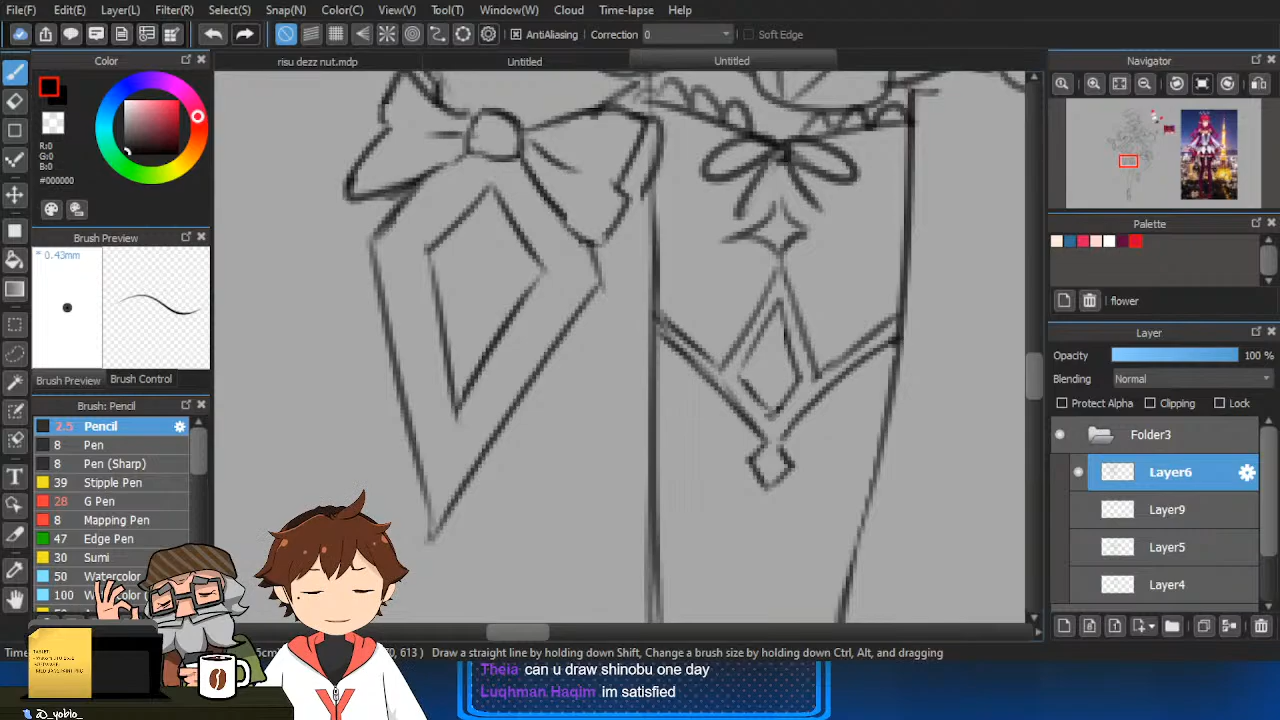 File(F) Edit(E) Layer(L) Filter(R) Select(S) Snap(N) Color(C) View(V) Tool(T) Window(W) Cloud Time-lapse Help
AntiAliasing Correction 0 Soft Edge
Color
risu dezz nut.mdp Untitled Untitled
Navigator
R:0
G:0
B:0
#000000
Brush Preview
0.43mm
Palette
flower
Layer
Opacity 100 %
Brush Preview Brush Control
Blending Normal
Brush: Pencil
Protect Alpha Clipping Lock
2.5 Pencil
Folder3
8 Pen
8 Pen (Sharp)
Layer6
39 Stipple Pen
28 G Pen
Layer9
8 Mapping Pen
47 Edge Pen
Layer5
30 Sumi
50 Watercolor
Layer4
100 Watercolor
613 ) Draw a straight line by holding down Shift, Change a brush size by holding down Ctrl, Alt, and dragging
Theia can u draw shinobu one day
Luqhman Haqim im satisfied